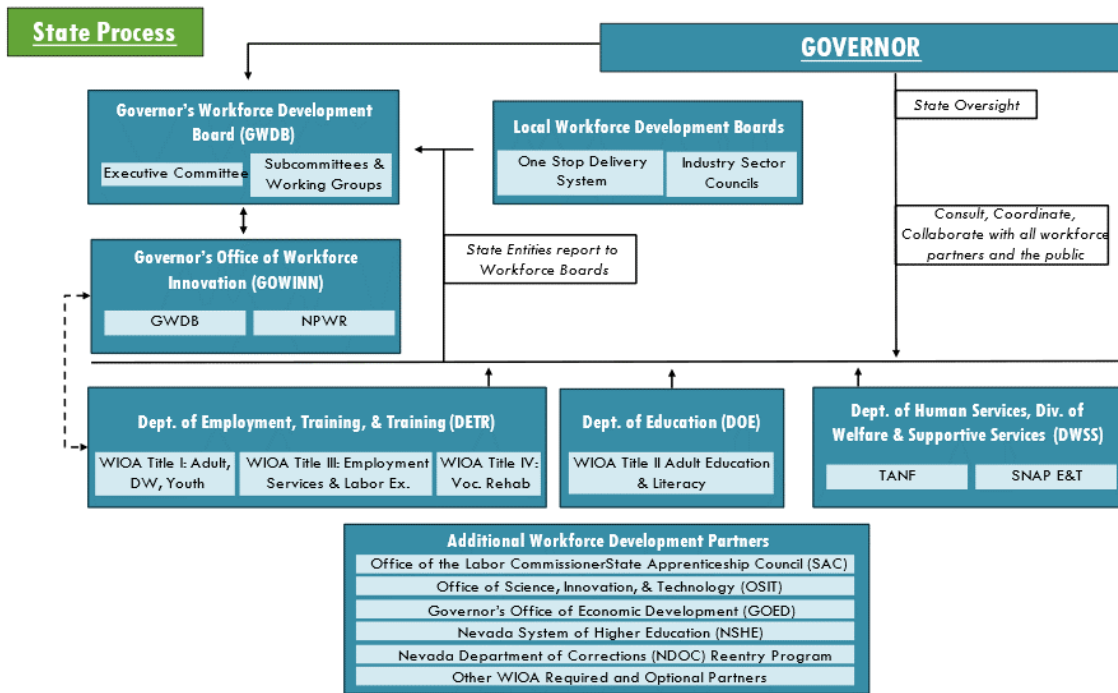 State Process
GOVERNOR
State Oversight
Governor's Workforce Development
Board (GWDB)
Executive Committee
Subcommittees &
Working Groups
Local Workforce Development Boards
One Stop Delivery
System
Industry Sector
Councils
Consult, Coordinate,
Collaborate with all workforce
partners and the public
State Entities report to
Workforce Boards
Governor's Office of Workforce
Innovation (GOWINN)
GWDB
NPWR
Dept. of Employment, Training, & Training (DETR)
WIOA Title I: Adult,
DW, Youth
WIOA Title III: Employment
Services & Labor Ex.
WIOA Title IV:
Voc. Rehab
Dept. of Education (DOE)
WIOA Title II Adult Education
& Literacy
Dept. of Human Services, Div. of
Welfare & Supportive Services (DWSS)
TANF
SNAP E&T
Additional Workforce Development Partners
Office of the Labor CommissionerState Apprenticeship Council (SAC)
Office of Science, Innovation, & Technology (OSIT)
Governor's Office of Economic Development (GOED)
Nevada System of Higher Education (NSHE)
Nevada Department of Corrections (NDOC) Reentry Program
Other WIOA Required and Optional Partners